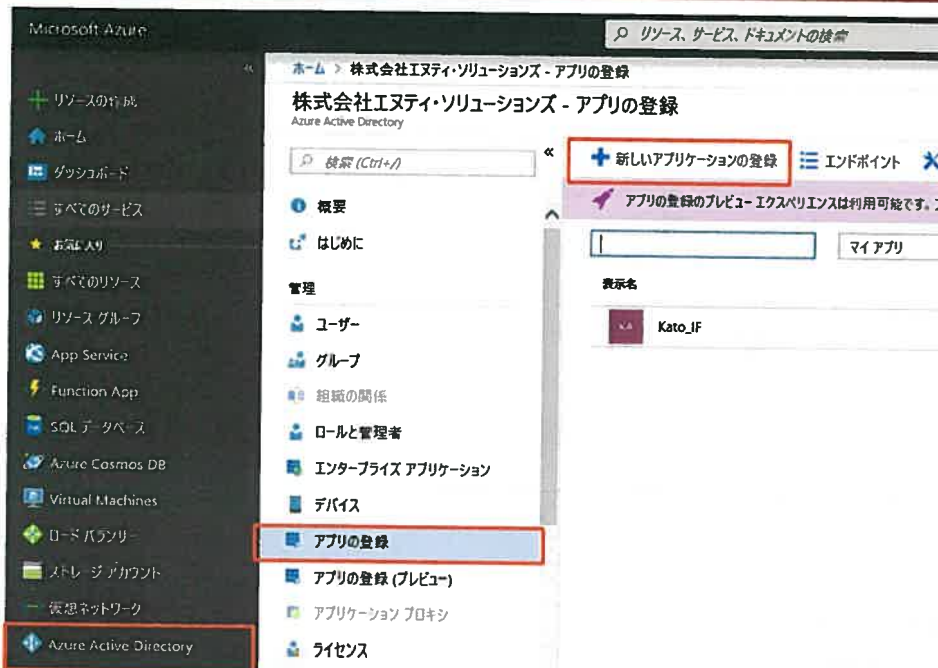 Microsoft Azure
リソース、サービス、ドキュメントの検索
«
リソースの作成
ホーム
ダッシュボード
すべてのサービス
お気に入り
すべてのリソース
リソース グループ
App Service
Function App
SQL データベース
Azure Cosmos DB
Virtual Machines
ロード バランサー
ストレージ アカウント
仮想ネットワーク
Azure Active Directory
ホーム > 株式会社エヌティ・ソリューションズ - アプリの登録
株式会社エヌティ・ソリューションズ - アプリの登録
Azure Active Directory
検索 (Ctrl+/)
«
概要
はじめに
管理
ユーザー
グループ
組織の関係
ロールと管理者
エンタープライズ アプリケーション
デバイス
アプリの登録
アプリの登録 (プレビュー)
アプリケーション プロキシ
ライセンス
新しいアプリケーションの登録
エンドポイント
アプリの登録のプレビュー エクスペリエンスは利用可能です。
マイ アプリ
表示名
KA
Kato_IF